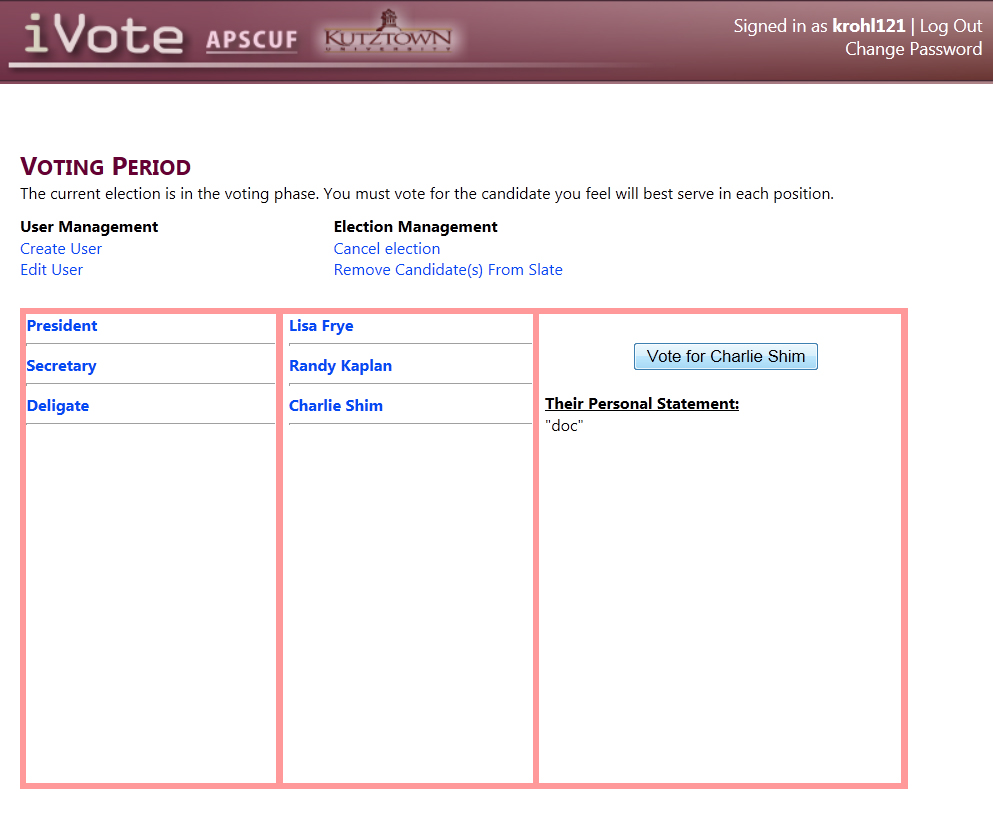 iVote APSCUF KUTZTOWN
UNIVERSITY
Signed in as krohl121 | Log Out
Change Password
VOTING PERIOD
The current election is in the voting phase. You must vote for the candidate you feel will best serve in each position.
User Management
Create User
Edit User
Election Management
Cancel election
Remove Candidate(s) From Slate
President
Secretary
Deligate
Lisa Frye
Randy Kaplan
Charlie Shim
Vote for Charlie Shim
Their Personal Statement:
"doc"